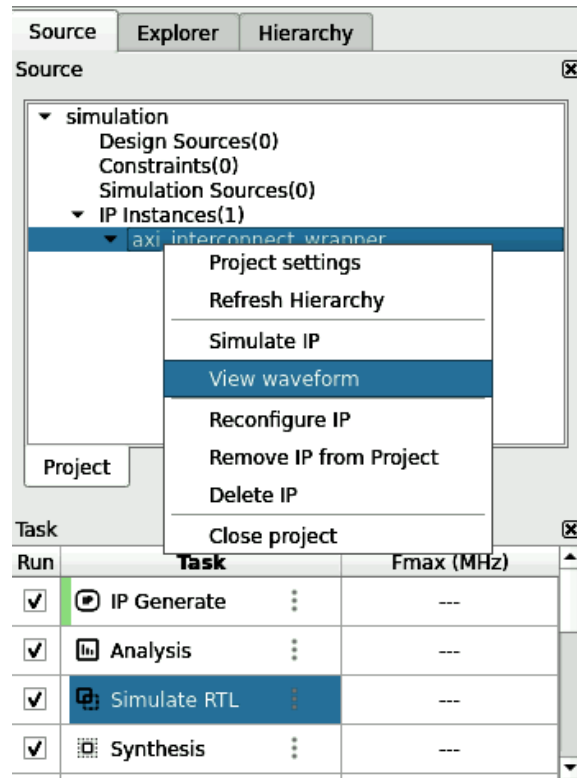 Source Explorer Hierarchy
Source
simulation
Design Sources(0)
Constraints(0)
Simulation Sources(0)
IP Instances(1)
axi_interconnect_wrapper
Project settings
Refresh Hierarchy
Simulate IP
View waveform
Reconfigure IP
Remove IP from Project
Delete IP
Close project
Project
Task
Run Task Fmax (MHz)
IP Generate ---
Analysis ---
Simulate RTL ---
Synthesis ---